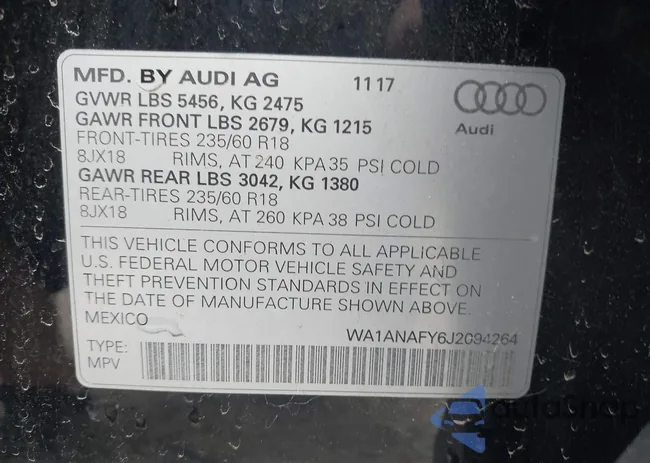 MFD. BY AUDI AG 11 17
GVWR LBS 5456, KG 2475
GAWR FRONT LBS 2679, KG 1215
FRONT-TIRES 235/60 R18
8JX18 RIMS, AT 240 KPA 35 PSI COLD
GAWR REAR LBS 3042, KG 1380
REAR-TIRES 235/60 R18
8JX18 RIMS, AT 260 KPA 38 PSI COLD
Audi
THIS VEHICLE CONFORMS TO ALL APPLICABLE
U.S. FEDERAL MOTOR VEHICLE SAFETY AND
THEFT PREVENTION STANDARDS IN EFFECT ON
THE DATE OF MANUFACTURE SHOWN ABOVE.
MEXICO WA1ANAFY6J2094264
TYPE:
MPV
autoshop